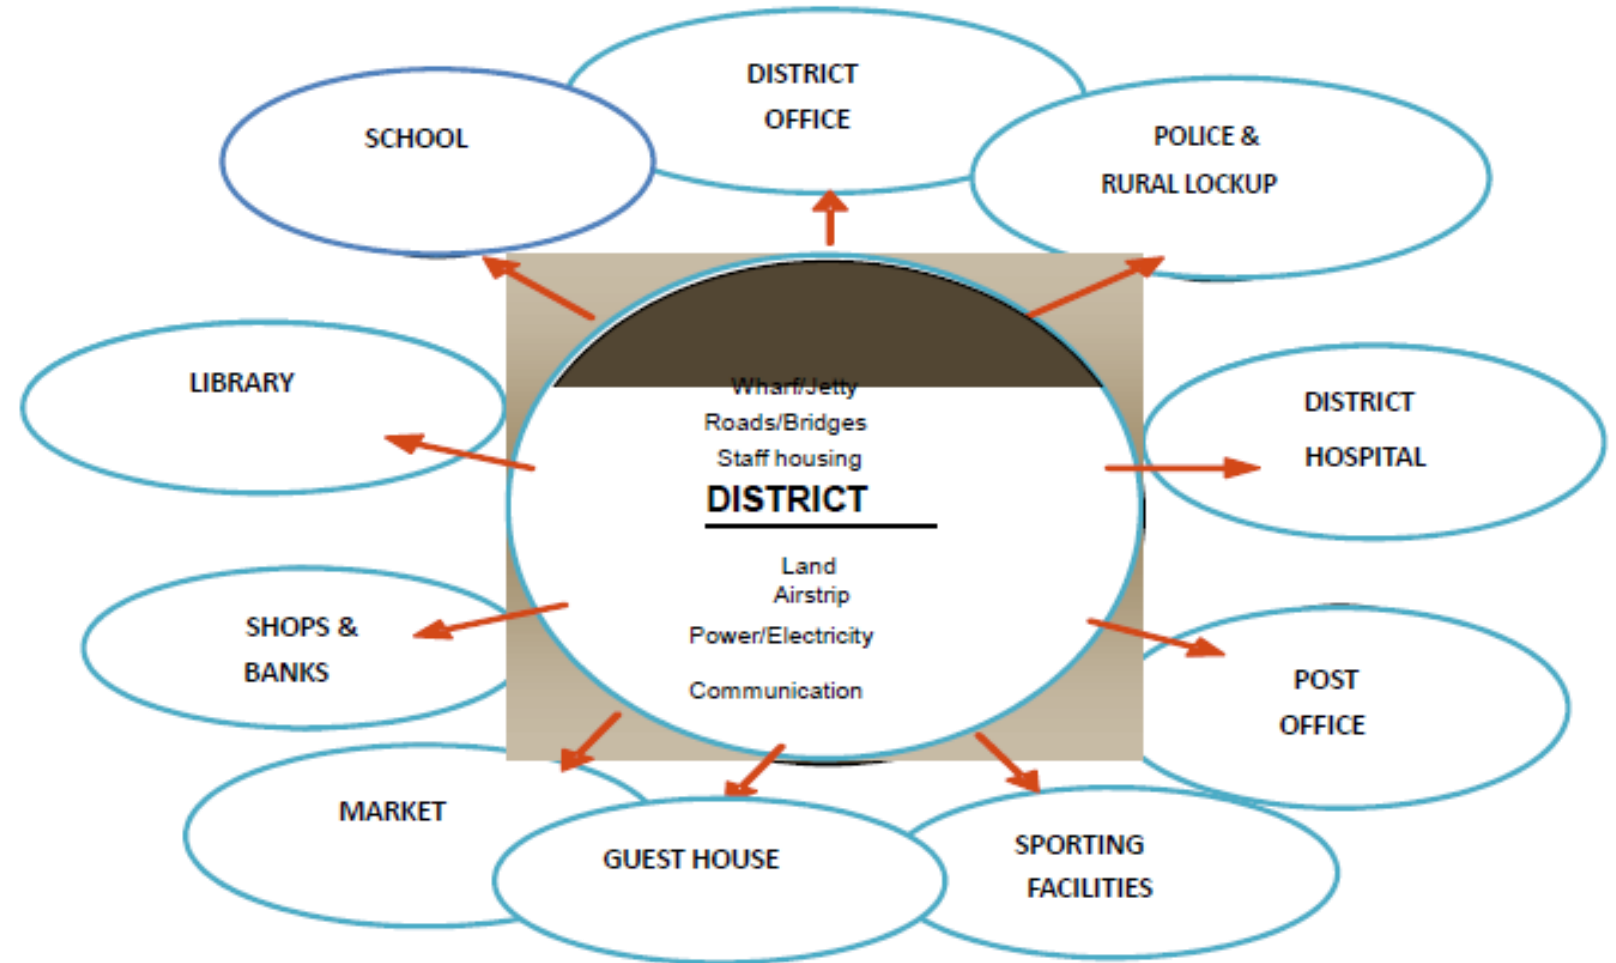 DISTRICT
OFFICE
SCHOOL
POLICE &
RURAL LOCKUP
LIBRARY
DISTRICT
HOSPITAL
Wharf/Jetty
Roads/Bridges
Staff housing
DISTRICT
Land
Airstrip
Power/Electricity
Communication
SHOPS &
BANKS
POST
OFFICE
MARKET
GUEST HOUSE
SPORTING
FACILITIES